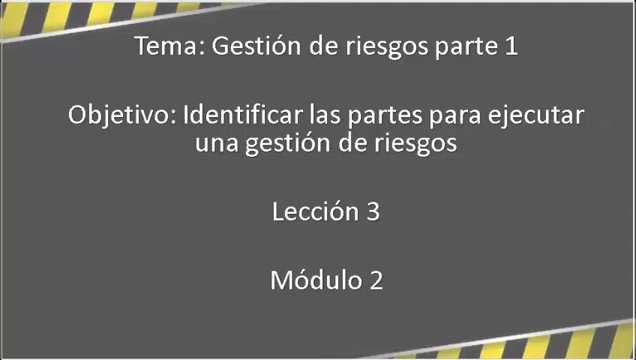 Tema: Gestión de riesgos parte 1
Objetivo: Identificar las partes para ejecutar
una gestión de riesgos
Lección 3
Módulo 2